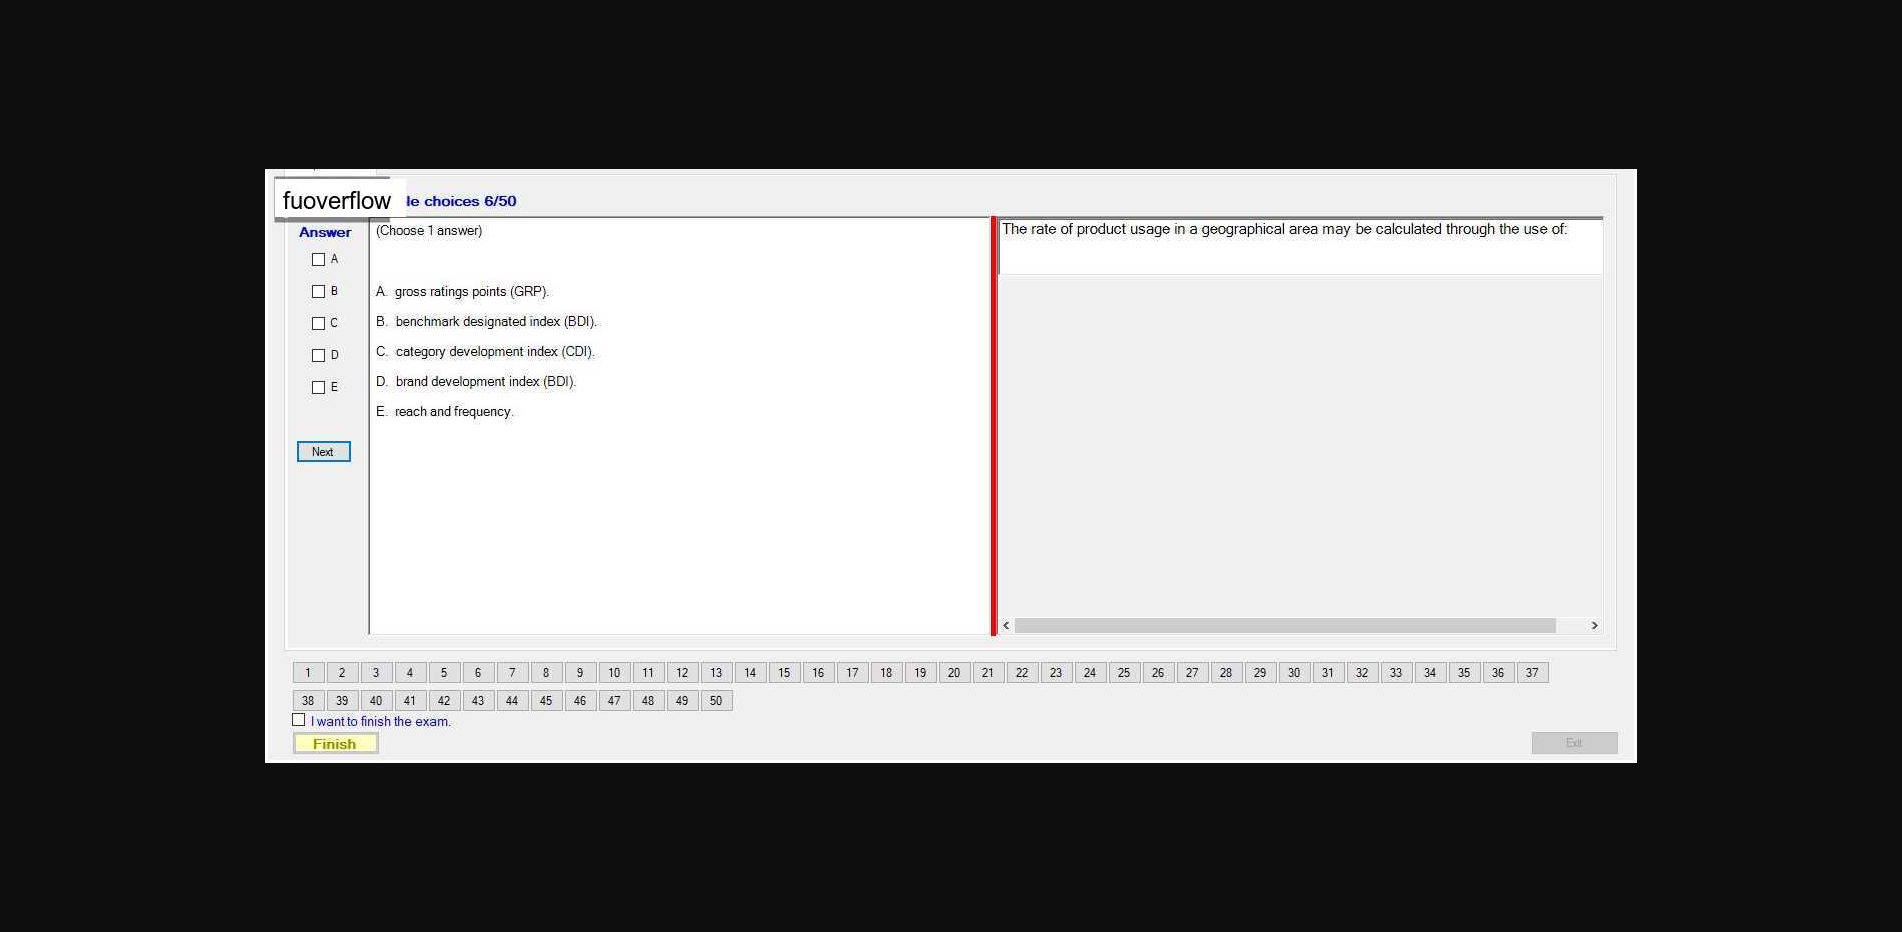 fuoverflow
le choices 6/50
Answer
(Choose 1 answer)
The rate of product usage in a geographical area may be calculated through the use of:
A
B
C
D
E
A. gross ratings points (GRP).
B. benchmark designated index (BDI).
C. category development index (CDI).
D. brand development index (BDI).
E. reach and frequency.
Next
1 2 3 4 5 6 7 8 9 10 11 12 13 14 15 16 17 18 19 20 21 22 23 24 25 26 27 28 29 30 31 32 33 34 35 36 37
38 39 40 41 42 43 44 45 46 47 48 49 50
I want to finish the exam.
Finish
Exit